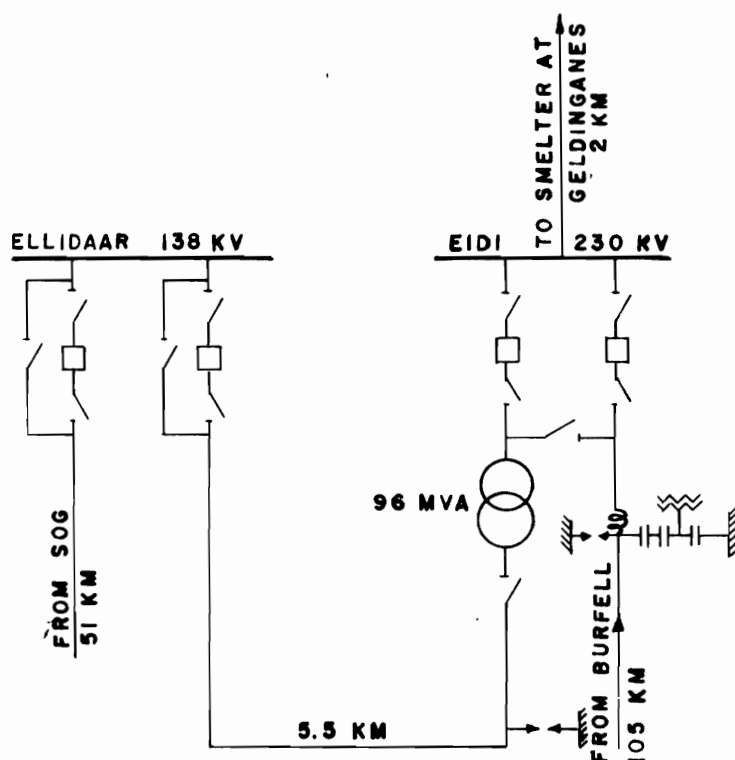 TO SMELTER AT
GELDINGANES
2 KM
ELLIDAAR 138 KV
EIDI 230 KV
96 MVA
FROM SOG
51 KM
5.5 KM
FROM BURFELL
105 KM